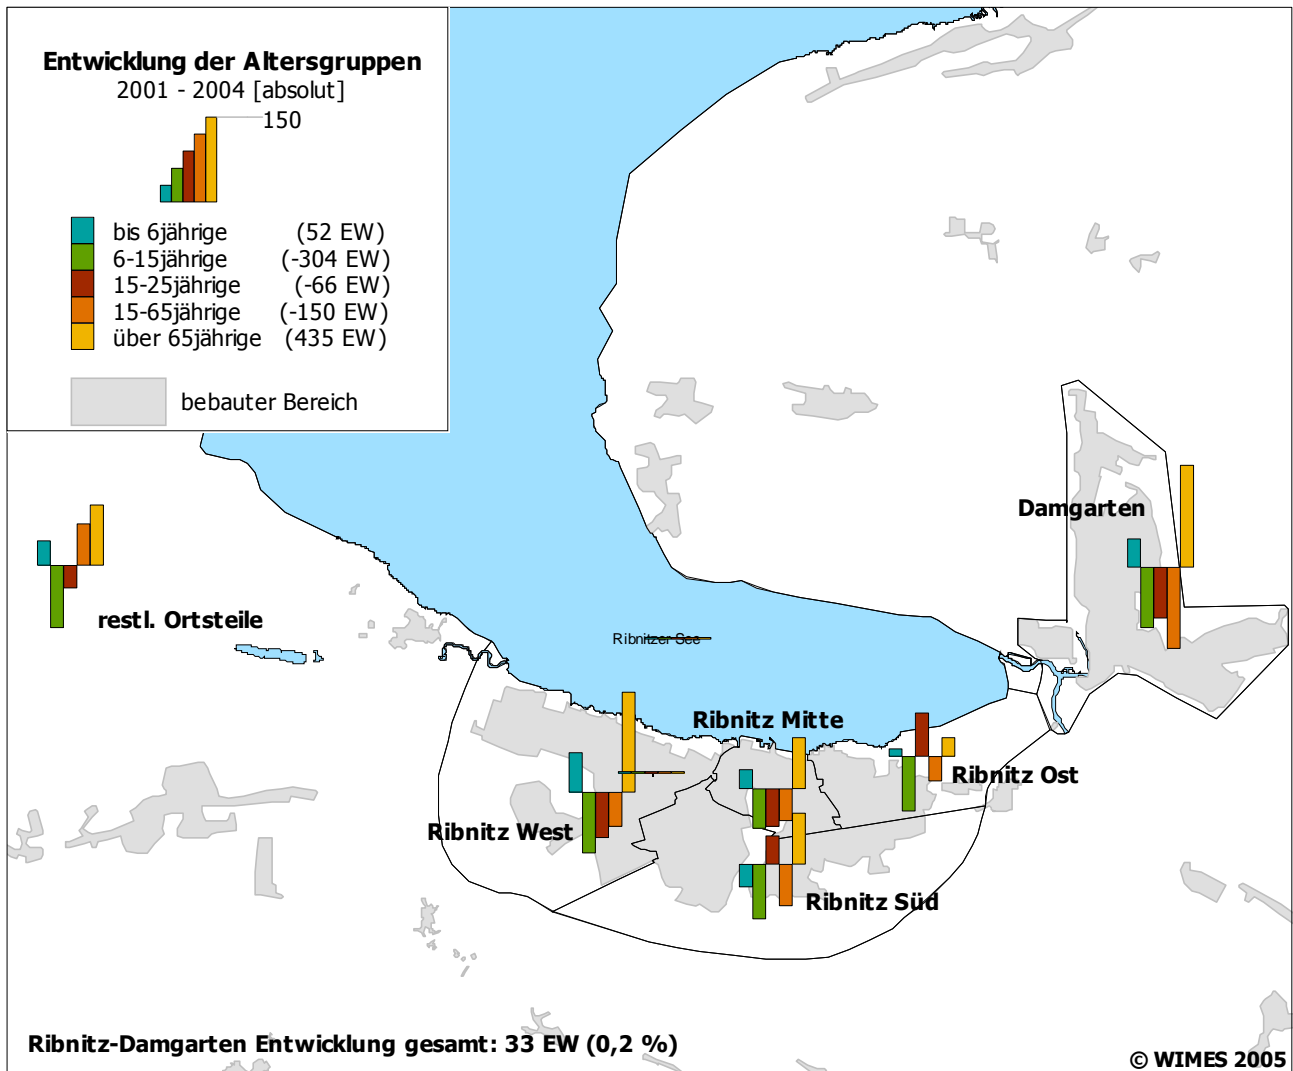 Entwicklung der Altersgruppen
2001 - 2004 [absolut]
150
bis 6jährige (52 EW)
6-15jährige (-304 EW)
15-25jährige (-66 EW)
15-65jährige (-150 EW)
über 65jährige (435 EW)
bebauter Bereich
Damgarten
restl. Ortsteile
Ribnitzer See
Ribnitz Mitte
Ribnitz Ost
Ribnitz West
Ribnitz Süd
Ribnitz-Damgarten Entwicklung gesamt: 33 EW (0,2 %)
© WIMES 2005